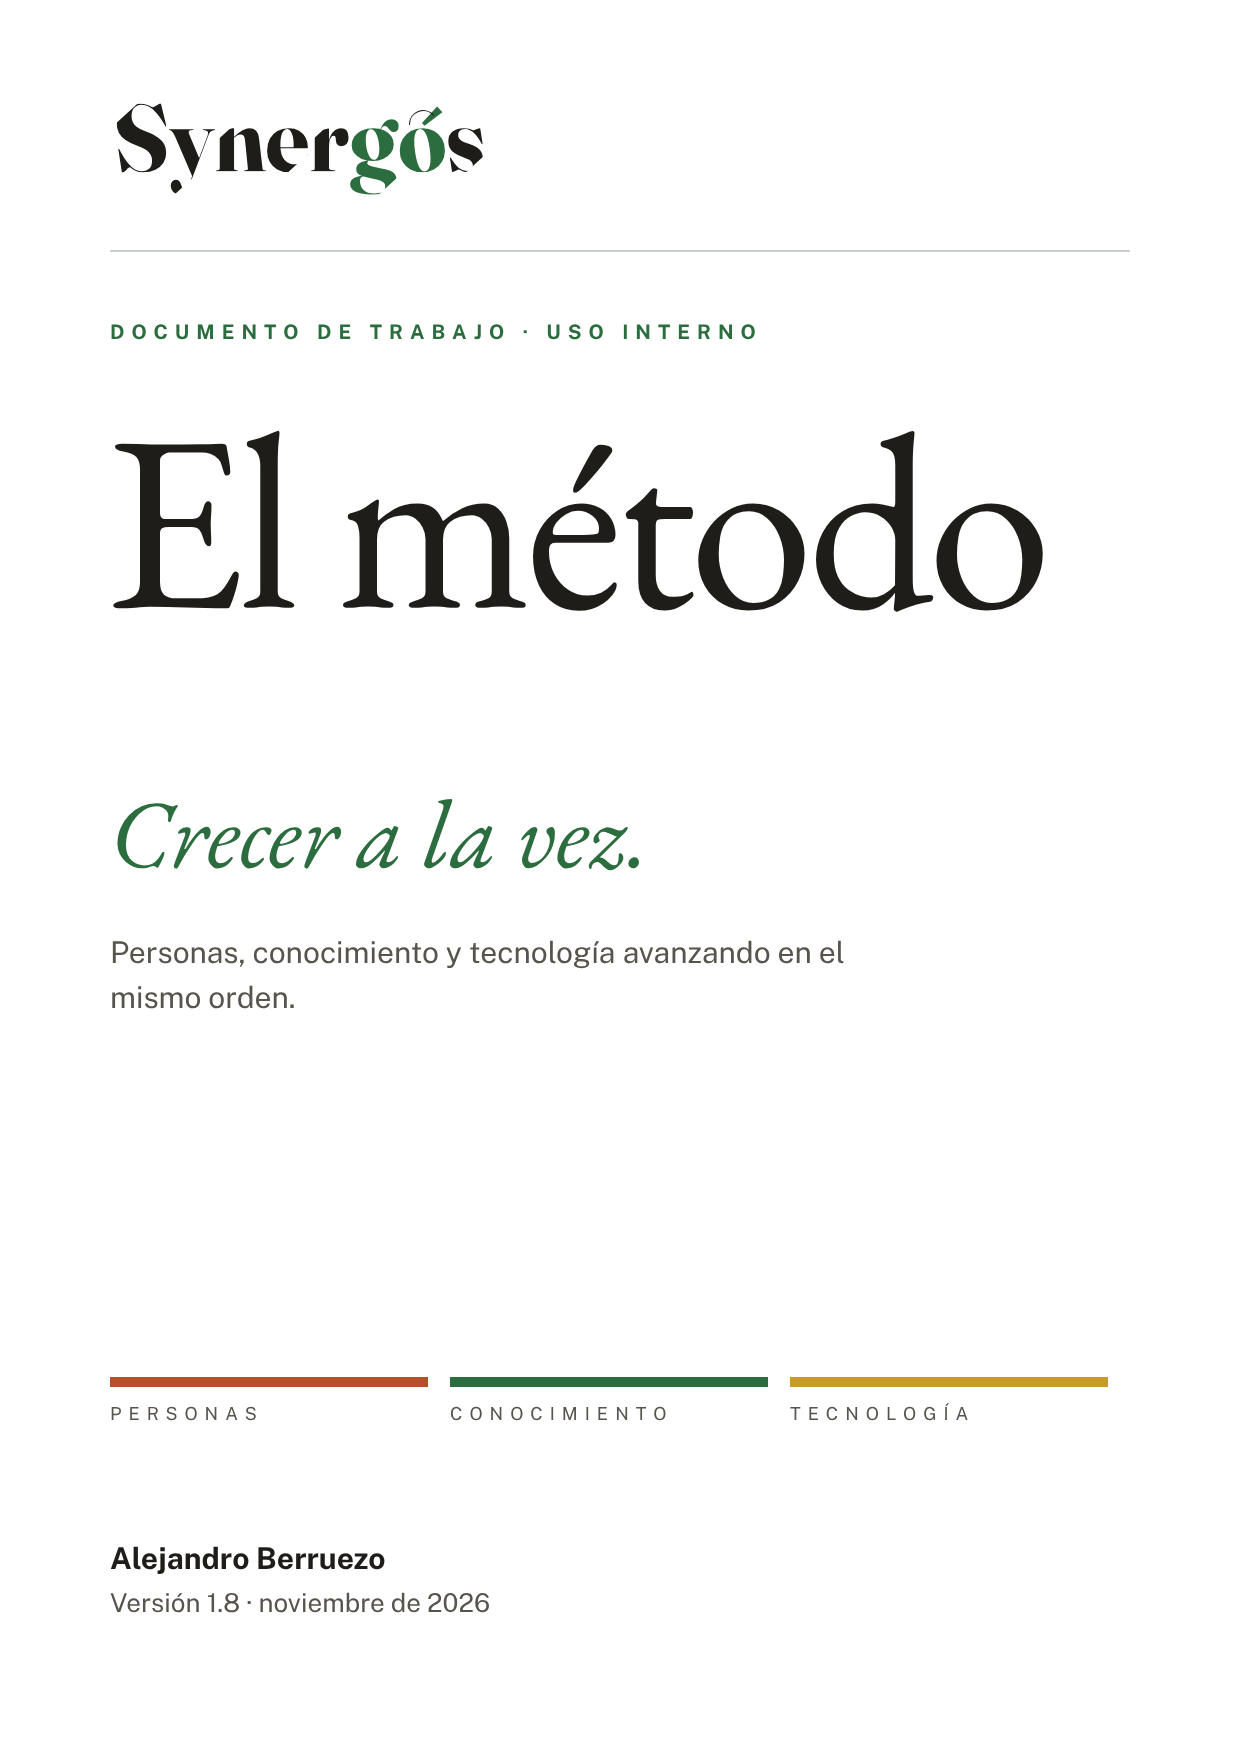 Synergós
DOCUMENTO DE TRABAJO · USO INTERNO
El método
Crecer a la vez.
Personas, conocimiento y tecnología avanzando en el
mismo orden.
PERSONAS
CONOCIMIENTO
TECNOLOGÍA
Alejandro Berruezo
Versión 1.8 · noviembre de 2026